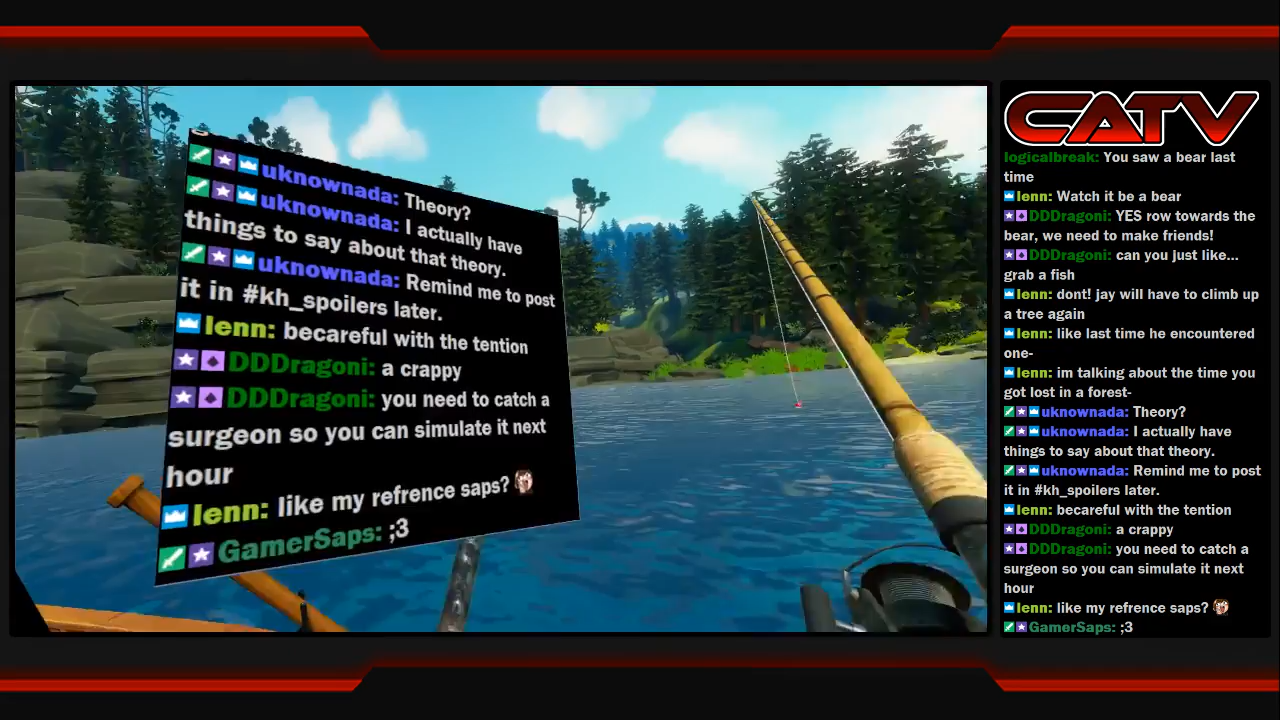 uknownada: Theory?
uknownada: I actually have
things to say about that theory.
uknownada: Remind me to post
it in #kh_spoilers later.
lenn: becareful with the tention
DDDragoni: a crappy
DDDragoni: you need to catch a
surgeon so you can simulate it next
hour
lenn: like my refrence saps?
GamerSaps: ;3
CATV
logicalbreak: You saw a bear last
time
lenn: Watch it be a bear
DDDragoni: YES row towards the
bear, we need to make friends!
DDDragoni: can you just like...
grab a fish
lenn: dont! jay will have to climb up
a tree again
lenn: like last time he encountered
one-
lenn: im talking about the time you
got lost in a forest-
uknownada: Theory?
uknownada: I actually have
things to say about that theory.
uknownada: Remind me to post
it in #kh_spoilers later.
lenn: becareful with the tention
DDDragoni: a crappy
DDDragoni: you need to catch a
surgeon so you can simulate it next
hour
lenn: like my refrence saps?
GamerSaps: ;3